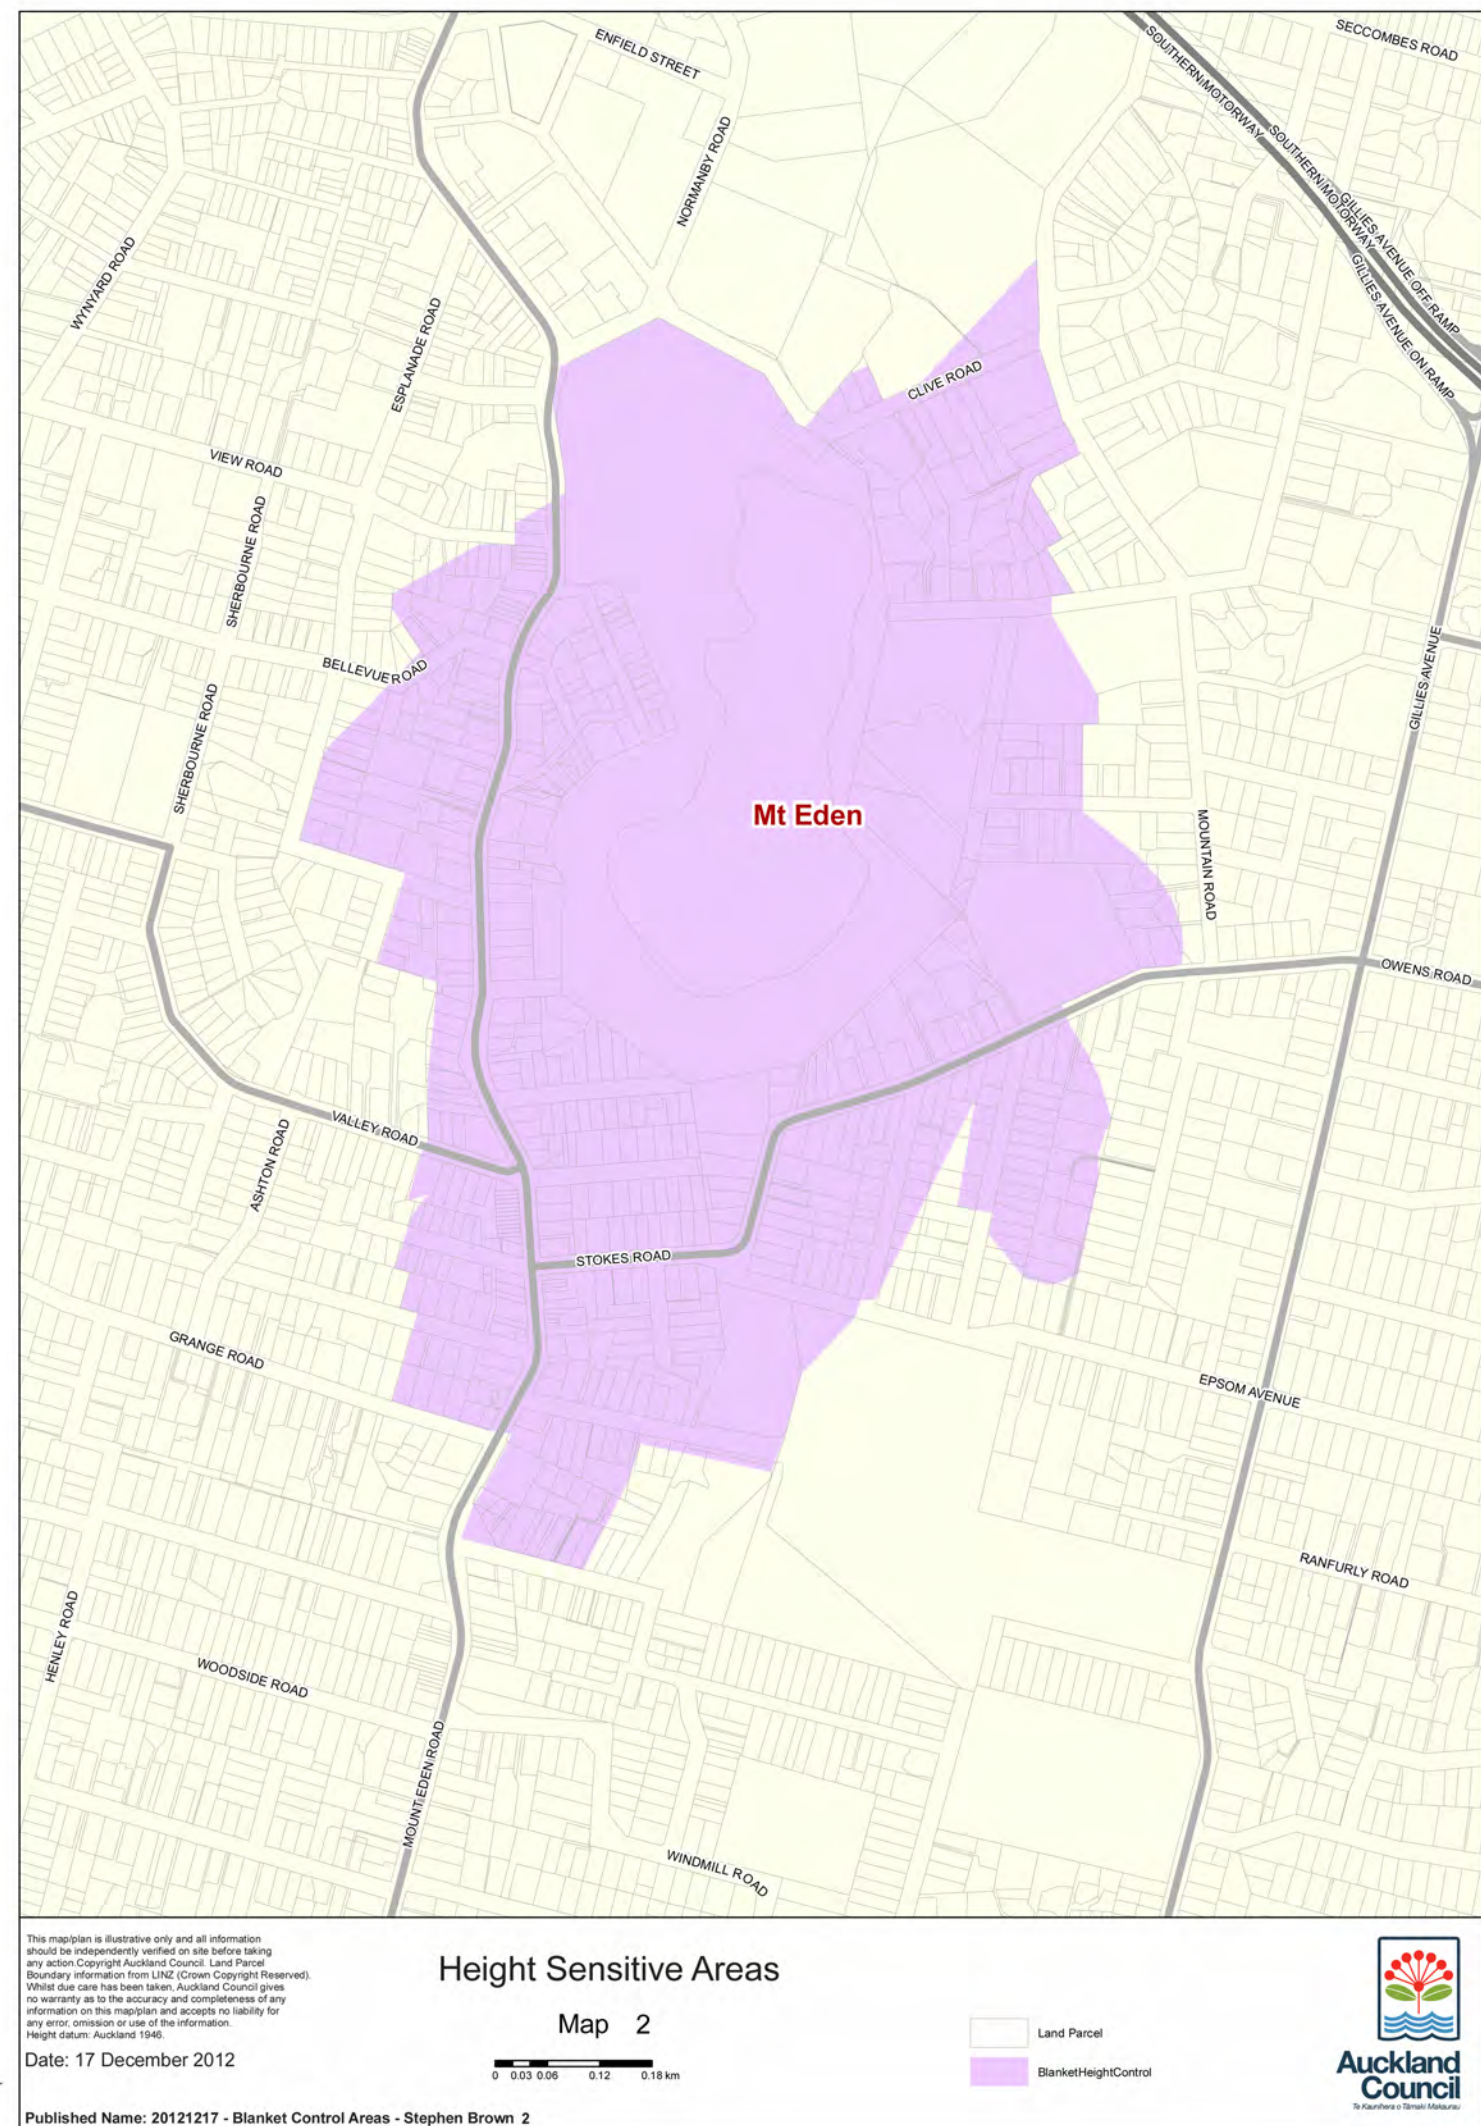 ENFIELD STREET
SECCOMBES ROAD
SOUTHERN MOTORWAY
SOUTHERN MOTORWAY
NORMANBY ROAD
GILLIES AVENUE OFF RAMP
GILLIES AVENUE ON RAMP
WYNYARD ROAD
ESPLANADE ROAD
CLIVE ROAD
VIEW ROAD
SHERBOURNE ROAD
BELLEVUE ROAD
GILLIES AVENUE
SHERBOURNE ROAD
Mt Eden
MOUNTAIN ROAD
OWENS ROAD
VALLEY ROAD
ASHTON ROAD
STOKES ROAD
GRANGE ROAD
EPSOM AVENUE
RANFURLY ROAD
HENLEY ROAD
WOODSIDE ROAD
MOUNT EDEN ROAD
WINDMILL ROAD
This map/plan is illustrative only and all information
should be independently verified on site before taking
any action.Copyright Auckland Council. Land Parcel
Boundary information from LINZ (Crown Copyright Reserved).
Whilst due care has been taken, Auckland Council gives
no warranty as to the accuracy and completeness of any
information on this map/plan and accepts no liability for
any error, omission or use of the information.
Height datum: Auckland 1946.
Date: 17 December 2012
Height Sensitive Areas
Map 2
0 0.03 0.06 0.12 0.18 km
Land Parcel
BlanketHeightControl
Auckland
Council
Te Kaunihera o Tāmaki Makaurau
Published Name: 20121217 - Blanket Control Areas - Stephen Brown 2